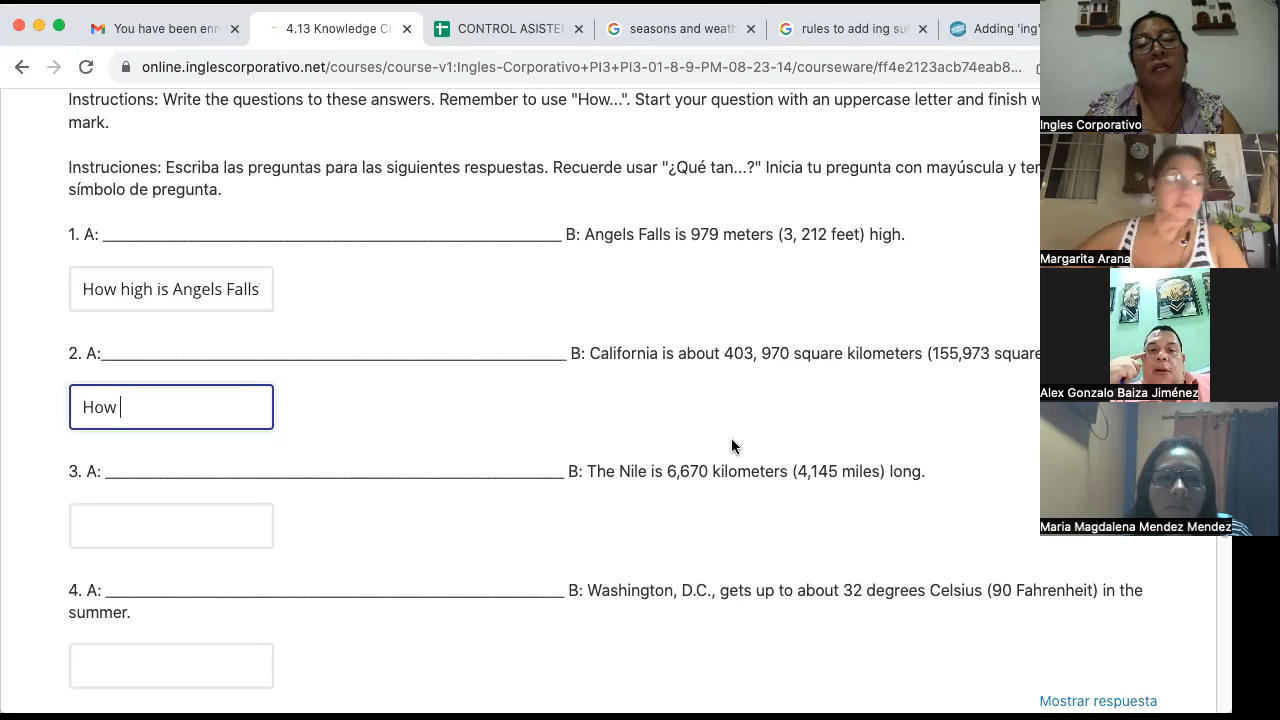 You have been enr
4.13 Knowledge Ch
CONTROL ASISTE
seasons and weath
rules to add ing su
Adding 'ing'
online.inglescorporativo.net/courses/course-v1:Ingles-Corporativo+PI3+PI3-01-8-9-PM-08-23-14/courseware/ff4e2123acb74eab8...
Instructions: Write the questions to these answers. Remember to use "How...". Start your question with an uppercase letter and finish w
mark.
Instruciones: Escriba las preguntas para las siguientes respuestas. Recuerde usar "¿Qué tan...?" Inicia tu pregunta con mayúscula y ter
símbolo de pregunta.
1. A: ______________________________________________________ B: Angels Falls is 979 meters (3, 212 feet) high.
How high is Angels Falls
2. A:______________________________________________________ B: California is about 403, 970 square kilometers (155,973 square
How
3. A: ______________________________________________________ B: The Nile is 6,670 kilometers (4,145 miles) long.
4. A: ______________________________________________________ B: Washington, D.C., gets up to about 32 degrees Celsius (90 Fahrenheit) in the
summer.
Mostrar respuesta
Ingles Corporativo
Margarita Arana
Alex Gonzalo Baiza Jiménez
Maria Magdalena Mendez Mendez